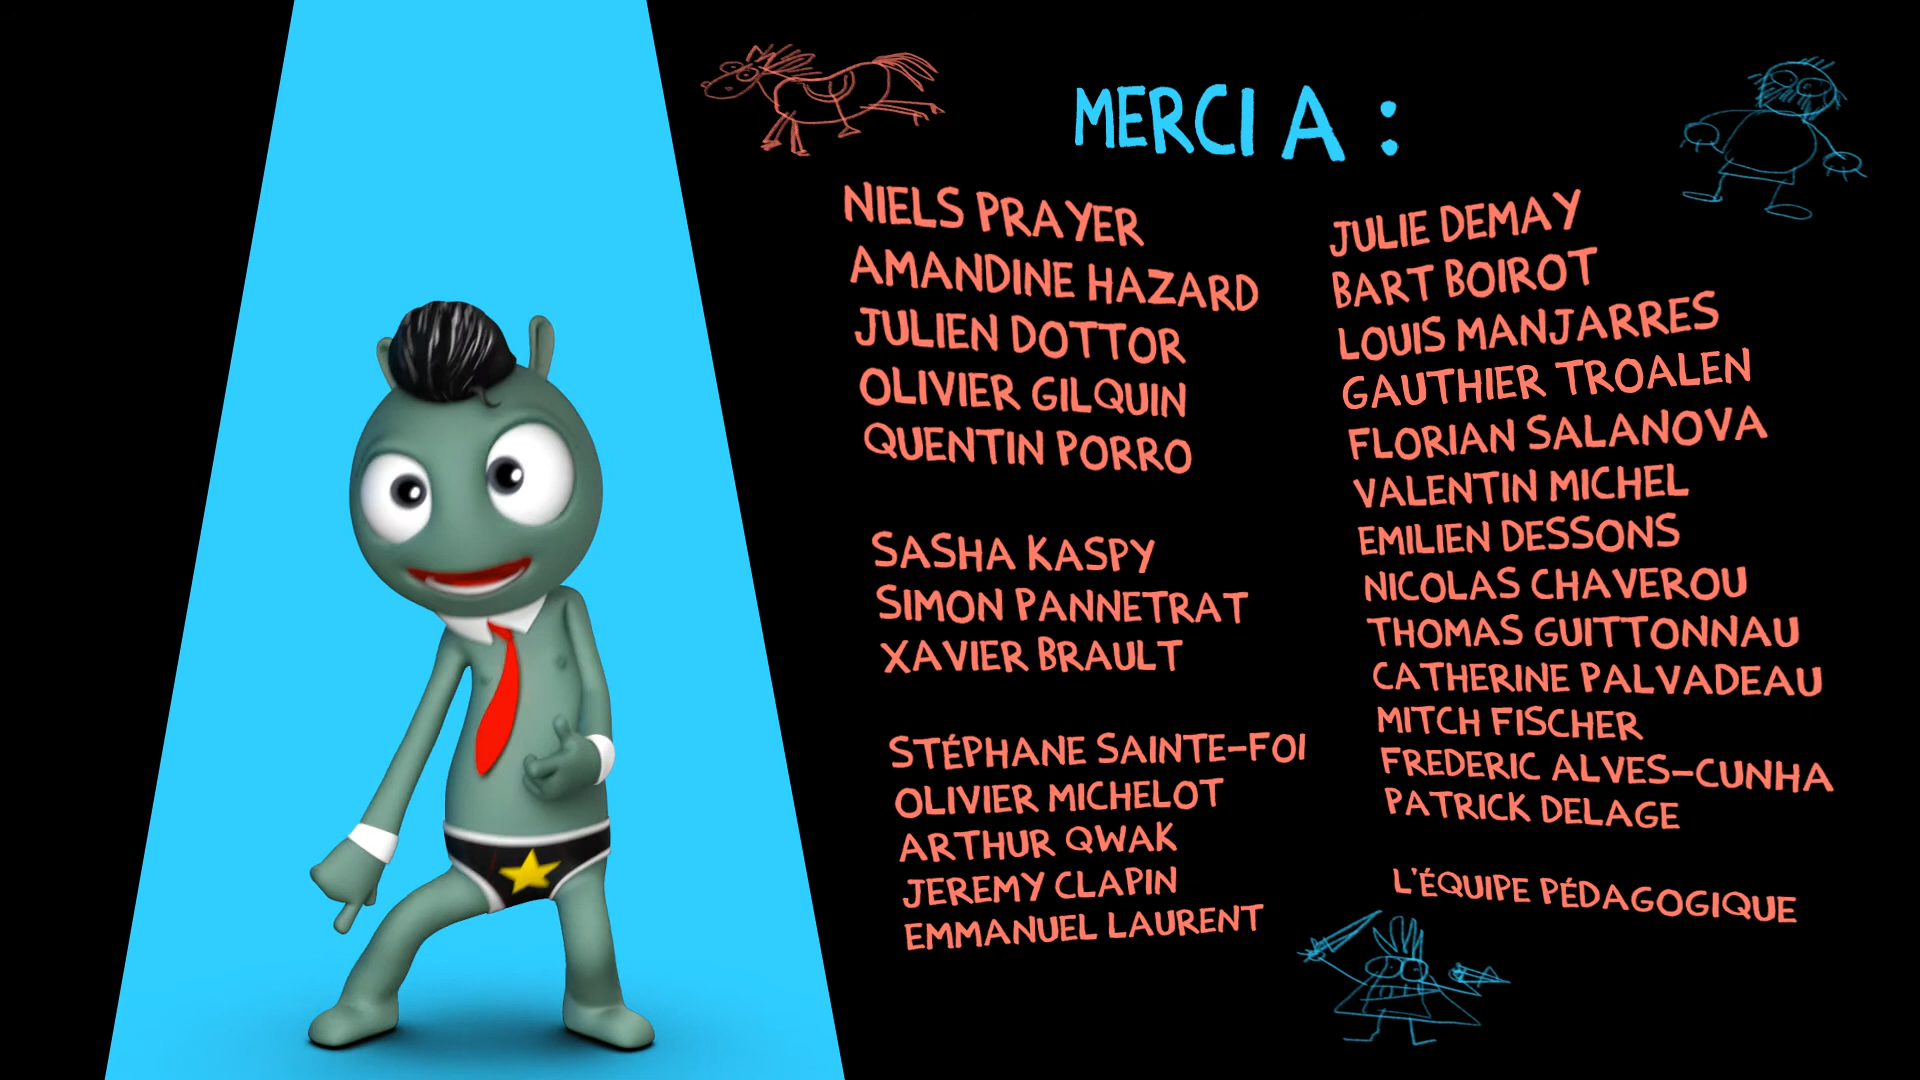 MERCI A :
NIELS PRAYER
AMANDINE HAZARD
JULIEN DOTTOR
OLIVIER GILQUIN
QUENTIN PORRO
SASHA KASPY
SIMON PANNETRAT
XAVIER BRAULT
STÉPHANE SAINTE-FOI
OLIVIER MICHELOT
ARTHUR QWAK
JEREMY CLAPIN
EMMANUEL LAURENT
JULIE DEMAY
BART BOIROT
LOUIS MANJARRES
GAUTHIER TROALEN
FLORIAN SALANOVA
VALENTIN MICHEL
EMILIEN DESSONS
NICOLAS CHAVEROU
THOMAS GUITTONNAU
CATHERINE PALVADEAU
MITCH FISCHER
FREDERIC ALVES-CUNHA
PATRICK DELAGE
L'ÉQUIPE PÉDAGOGIQUE